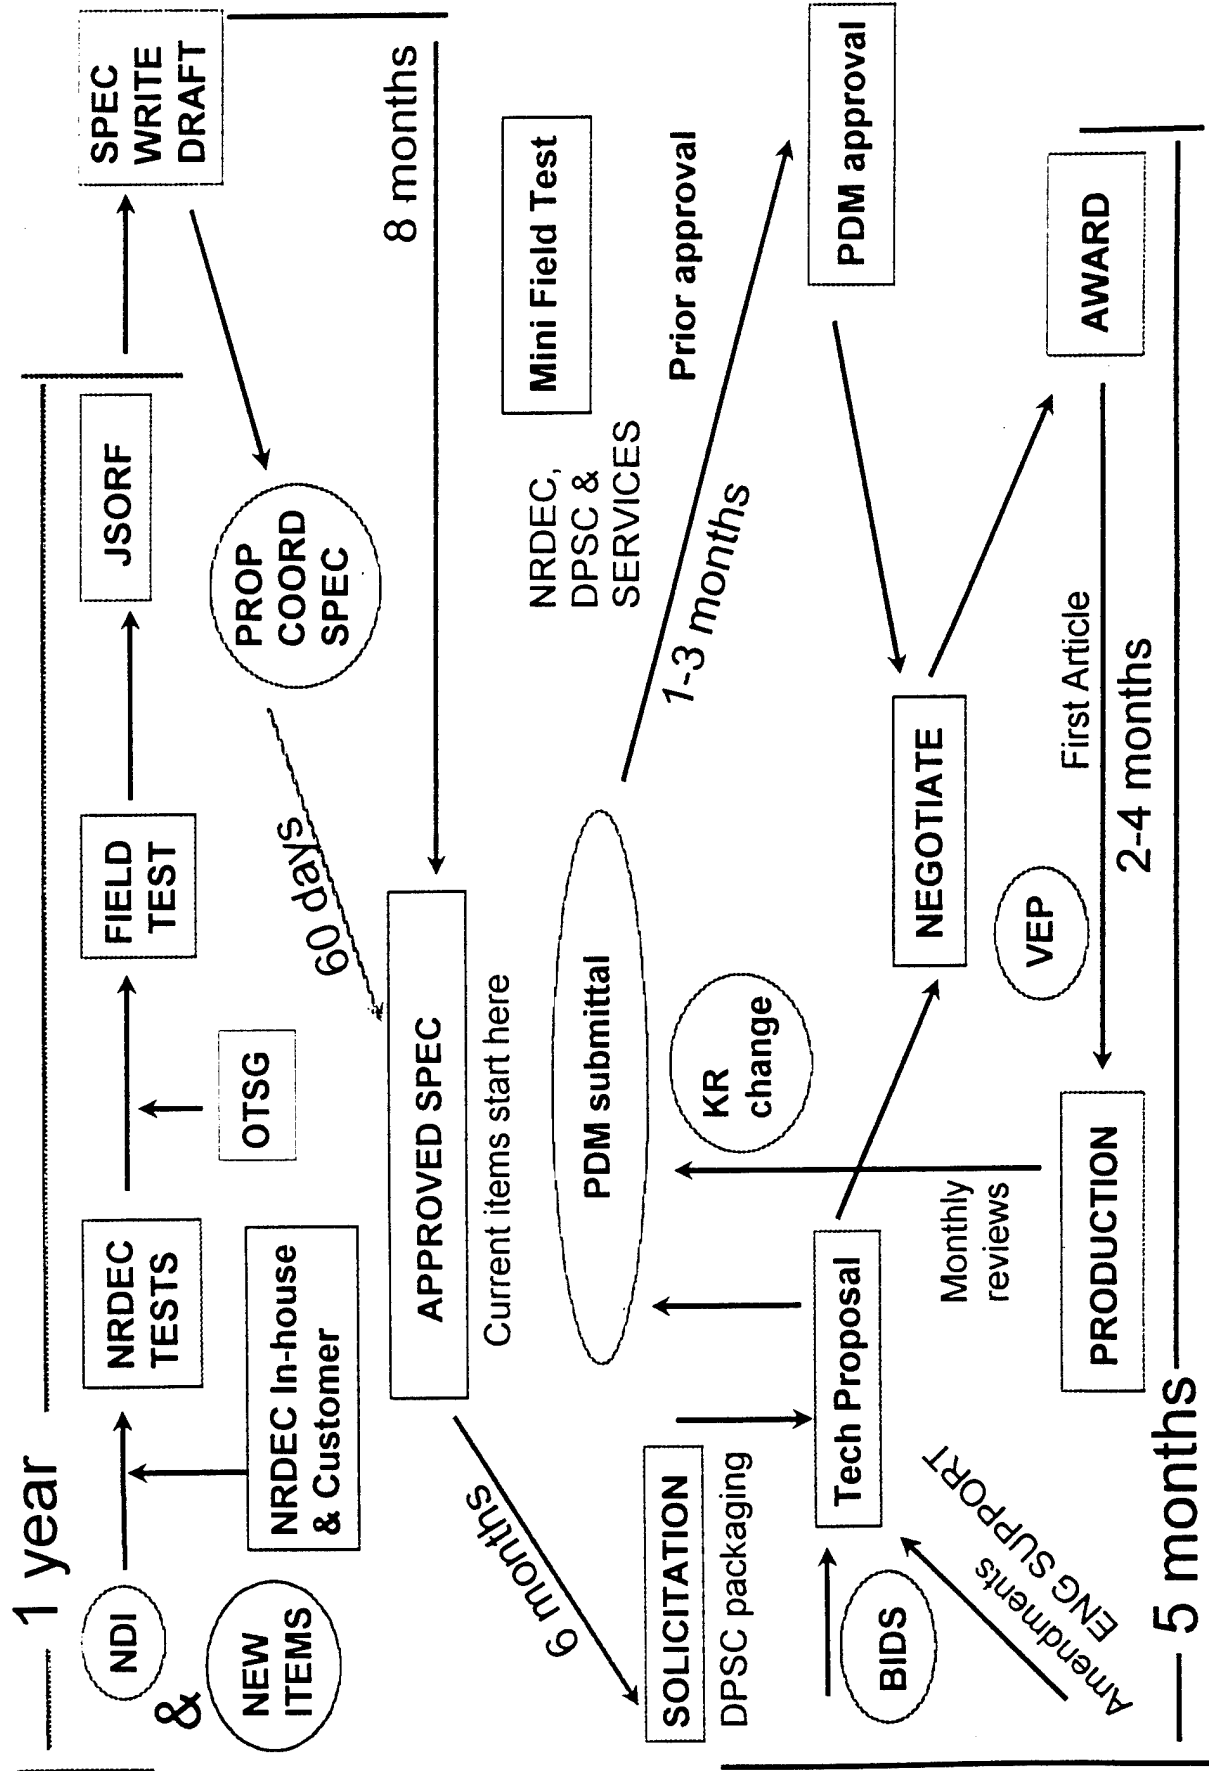 1 year
NDI
&
NEW
ITEMS
NRDEC
TESTS
NRDEC In-house
& Customer
OTSG
FIELD
TEST
JSORF
SPEC
WRITE
DRAFT
PROP
COORD
SPEC
60 days
8 months
APPROVED SPEC
Current items start here
6 months
NRDEC,
DPSC &
SERVICES
Mini Field Test
PDM submittal
1-3 months
Prior approval
PDM approval
SOLICITATION
DPSC packaging
KR
change
Tech Proposal
BIDS
Amendments
ENG SUPPORT
Monthly
reviews
NEGOTIATE
VEP
AWARD
First Article
2-4 months
PRODUCTION
5 months